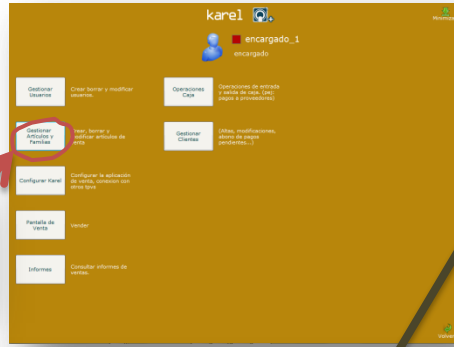 karel
Minimizar
encargado_1
encargado
Gestionar
Usuarios
Crear borrar y modificar
usuarios.
Operaciones
Caja
Operaciones de entrada
y salida de caja. (pej:
pagos a proveedores)
Gestionar
Artículos y
Familias
Crear, borrar y
modificar artículos de
venta
Gestionar
Clientes
(Altas, modificaciones,
abono de pagos
pendientes...)
Configurar Karel
Configurar la aplicación
de venta, conexion con
otros tpvs
Pantalla de
Venta
Vender
Informes
Consultar informes de
ventas.
Volver